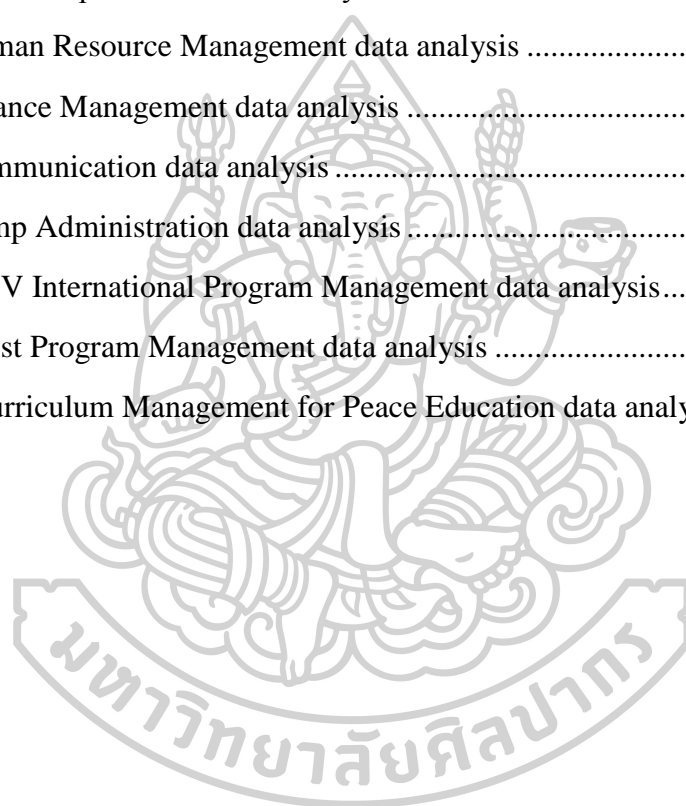 man Resource Management data analysis ........................
ance Management data analysis ..........................................
mmunication data analysis ....................................................
mp Administration data analysis .........................................
V International Program Management data analysis....
st Program Management data analysis ............................
urriculum Management for Peace Education data analy
มหาวิทยาลัยศิลปากร